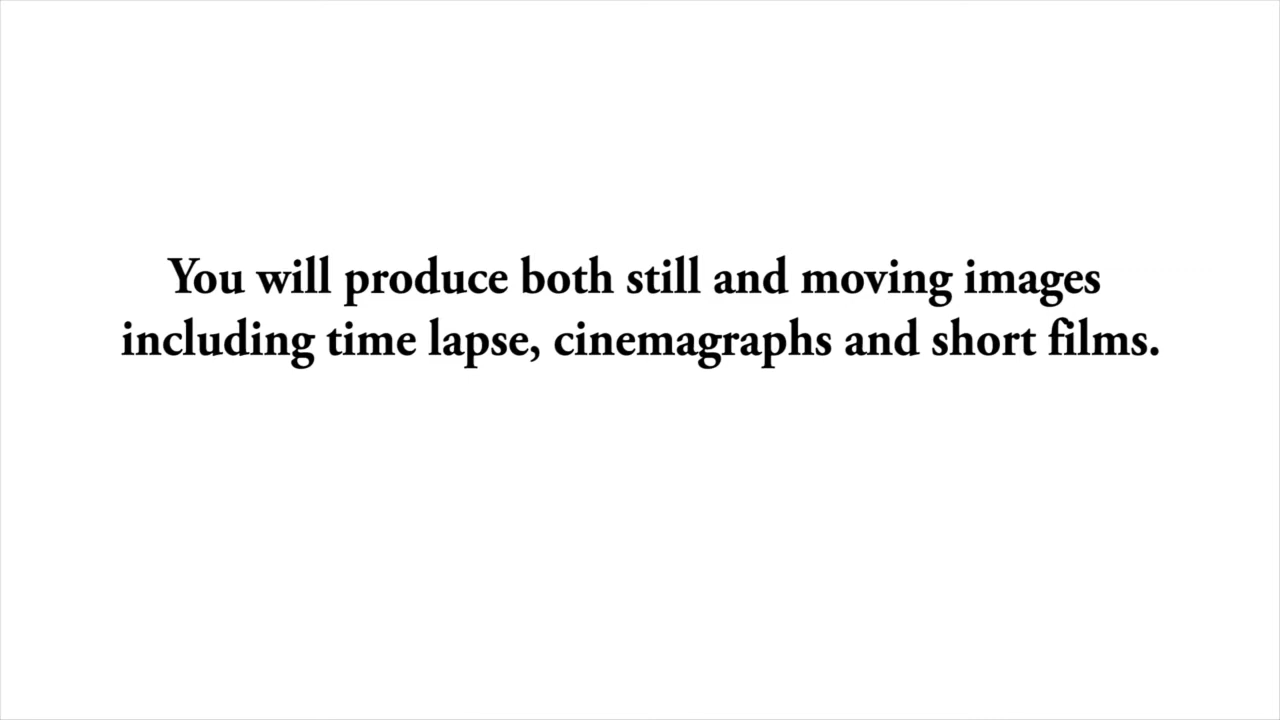 You will produce both still and moving images
including time lapse, cinemagraphs and short films.